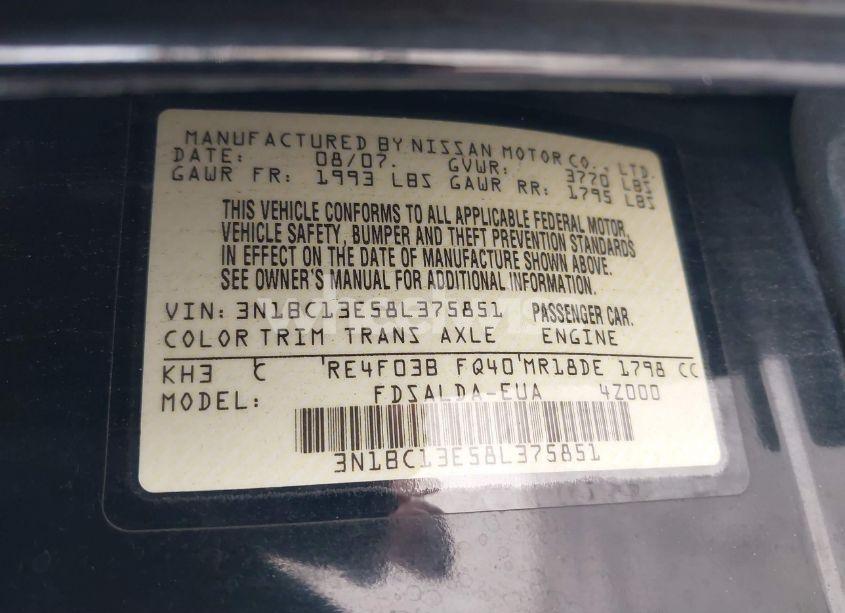 MANUFACTURED BY NISSAN MOTOR CO., LTD.
DATE: 08/07. GVWR: 3770 LBS
GAWR FR: 1993 LBS GAWR RR: 1795 LBS
THIS VEHICLE CONFORMS TO ALL APPLICABLE FEDERAL MOTOR
VEHICLE SAFETY, BUMPER AND THEFT PREVENTION STANDARDS
IN EFFECT ON THE DATE OF MANUFACTURE SHOWN ABOVE.
SEE OWNER'S MANUAL FOR ADDITIONAL INFORMATION.
VIN: 3N1BC13E58L375851 PASSENGER CAR.
COLOR TRIM TRANS AXLE ENGINE
KH3 C RE4F03B FQ40 MR18DE 1798 CC
MODEL: FDSALDA-EUA 4Z000
3N1BC13E58L375851